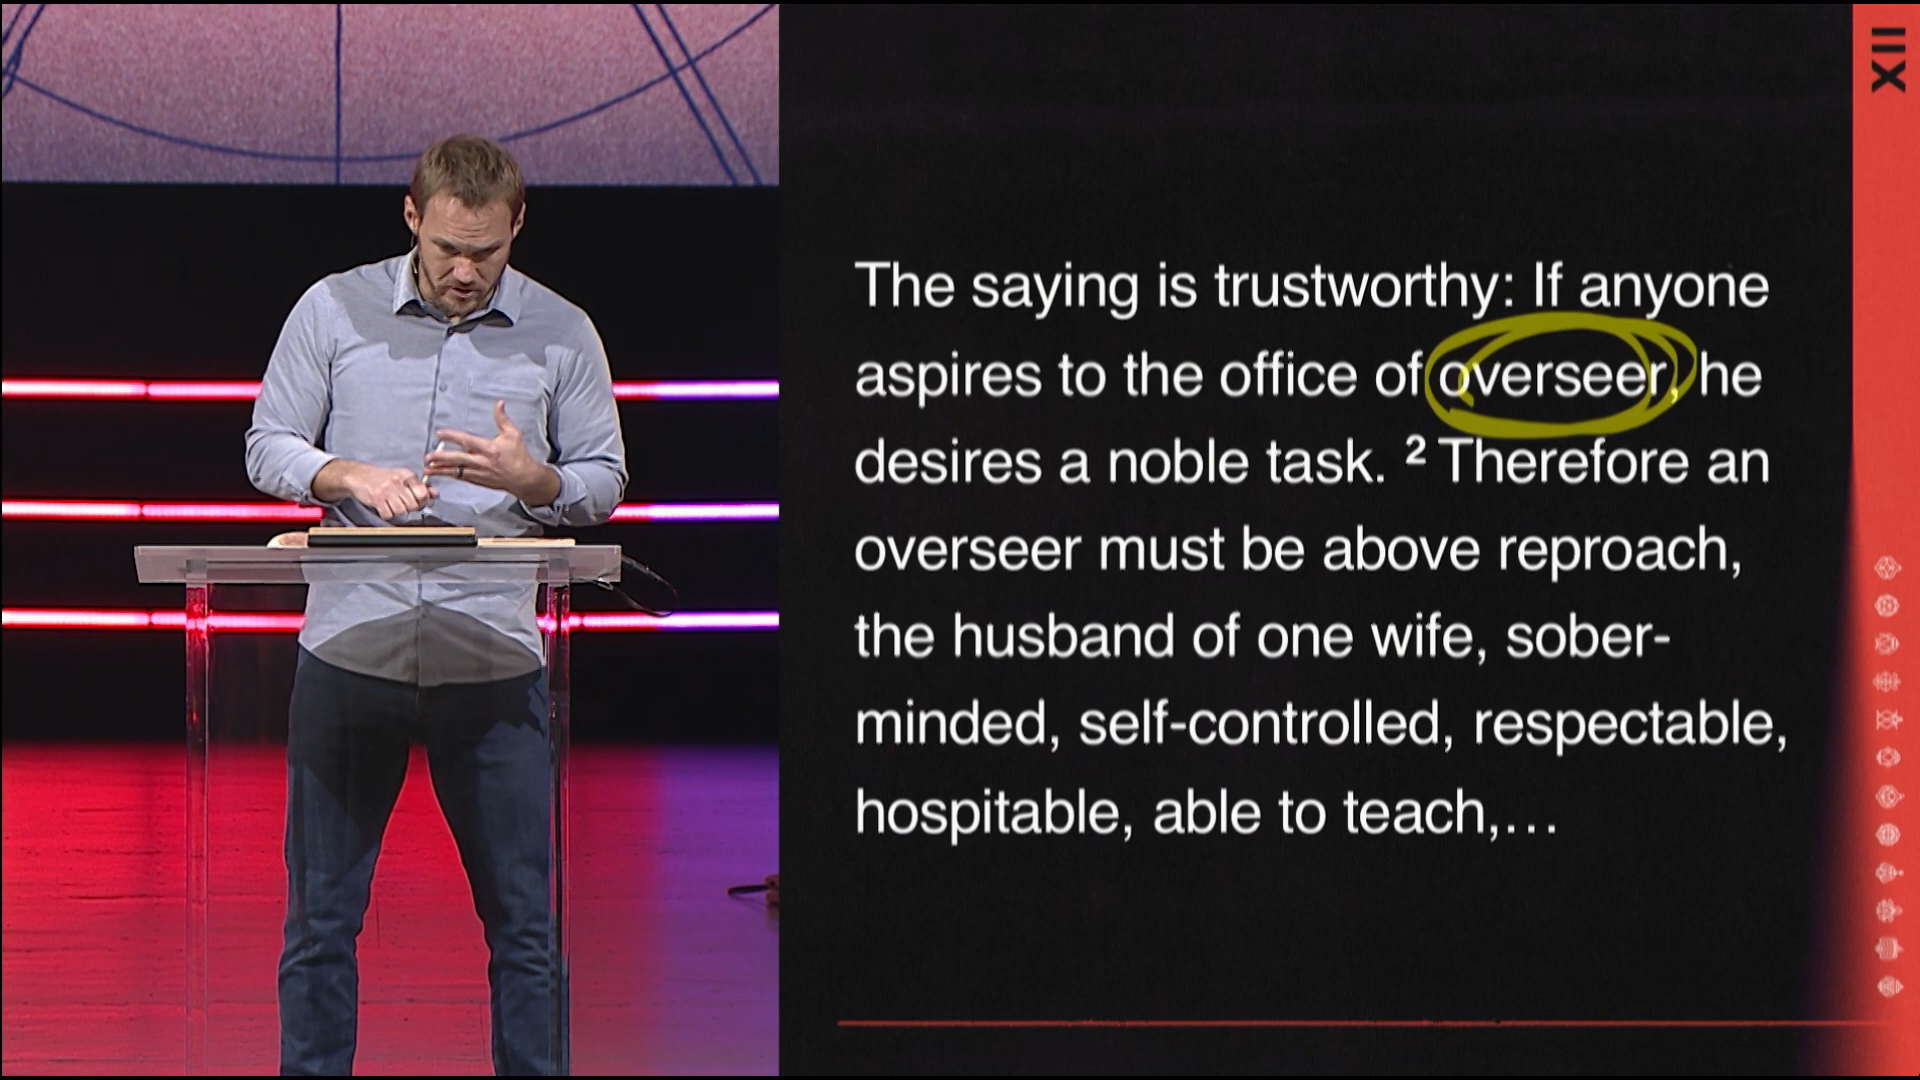 XII
The saying is trustworthy: If anyone
aspires to the office of overseer, he
desires a noble task. ² Therefore an
overseer must be above reproach,
the husband of one wife, sober-
minded, self-controlled, respectable,
hospitable, able to teach,…